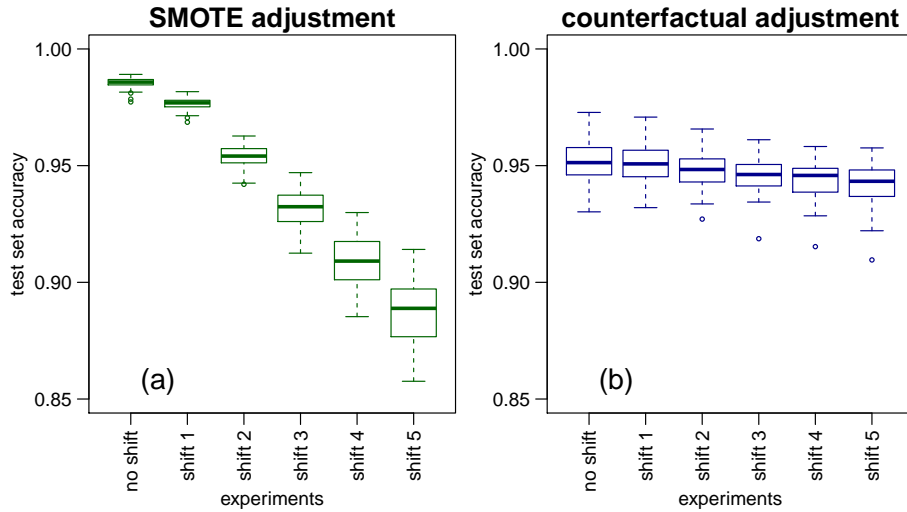 SMOTE adjustment
test set accuracy
1.00
0.95
0.90
0.85
(a)
no shift
shift 1
shift 2
shift 3
shift 4
shift 5
experiments
counterfactual adjustment
test set accuracy
1.00
0.95
0.90
0.85
(b)
no shift
shift 1
shift 2
shift 3
shift 4
shift 5
experiments